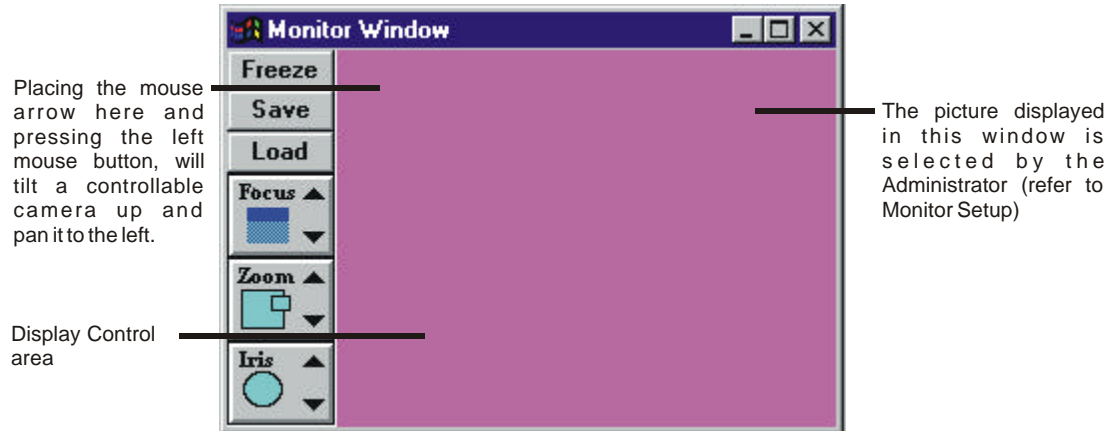 Monitor Window
Freeze
Save
Load
Focus
Zoom
Iris
Placing the mouse
arrow here and
pressing the left
mouse button, will
tilt a controllable
camera up and
pan it to the left.
Display Control
area
The picture displayed
in this window is
selected by the
Administrator (refer to
Monitor Setup)